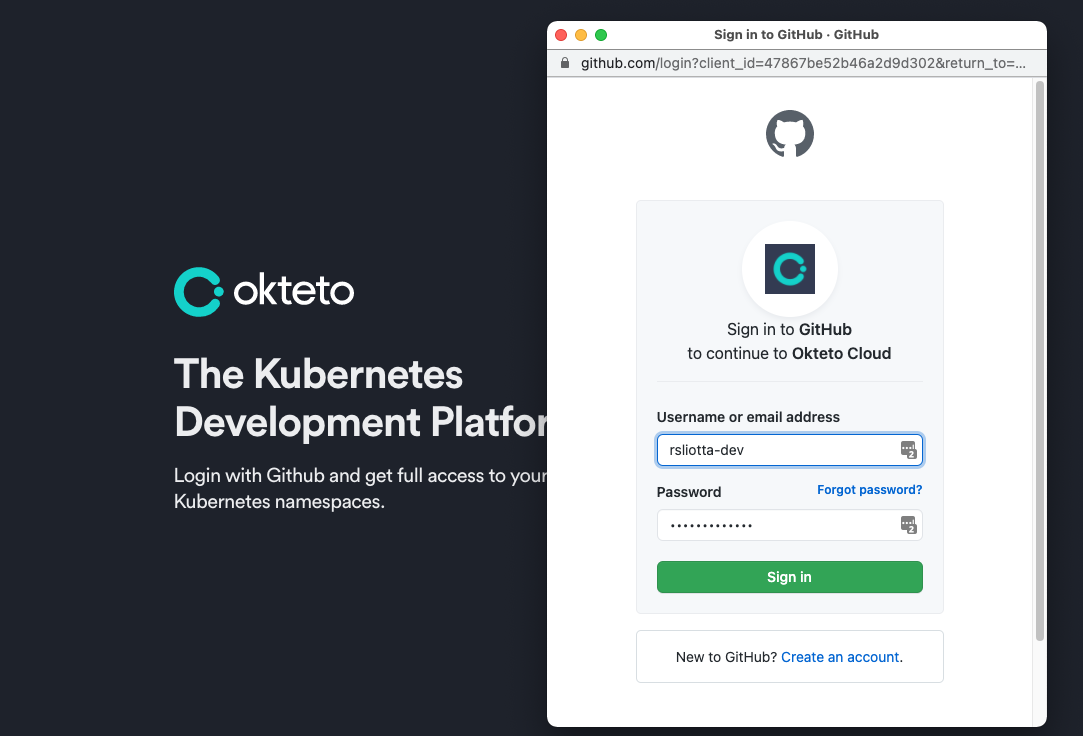 okteto
The Kubernetes
Development Platfor
Login with Github and get full access to your
Kubernetes namespaces.
Sign in to GitHub · GitHub
github.com/login?client_id=47867be52b46a2d9d302&return_to=...
Sign in to GitHub
to continue to Okteto Cloud
Username or email address
rsliotta-dev
2
Password
Forgot password?
•••••••••••••
2
Sign in
New to GitHub? Create an account.